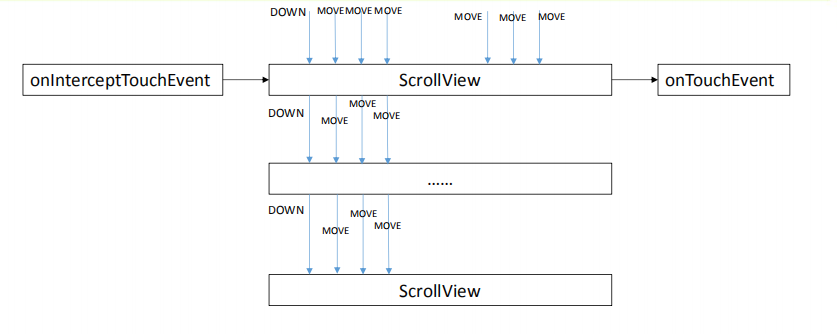 DOWN MOVE MOVE MOVE MOVE MOVE MOVE
onInterceptTouchEvent ScrollView onTouchEvent
DOWN MOVE MOVE MOVE
......
DOWN MOVE MOVE MOVE
ScrollView